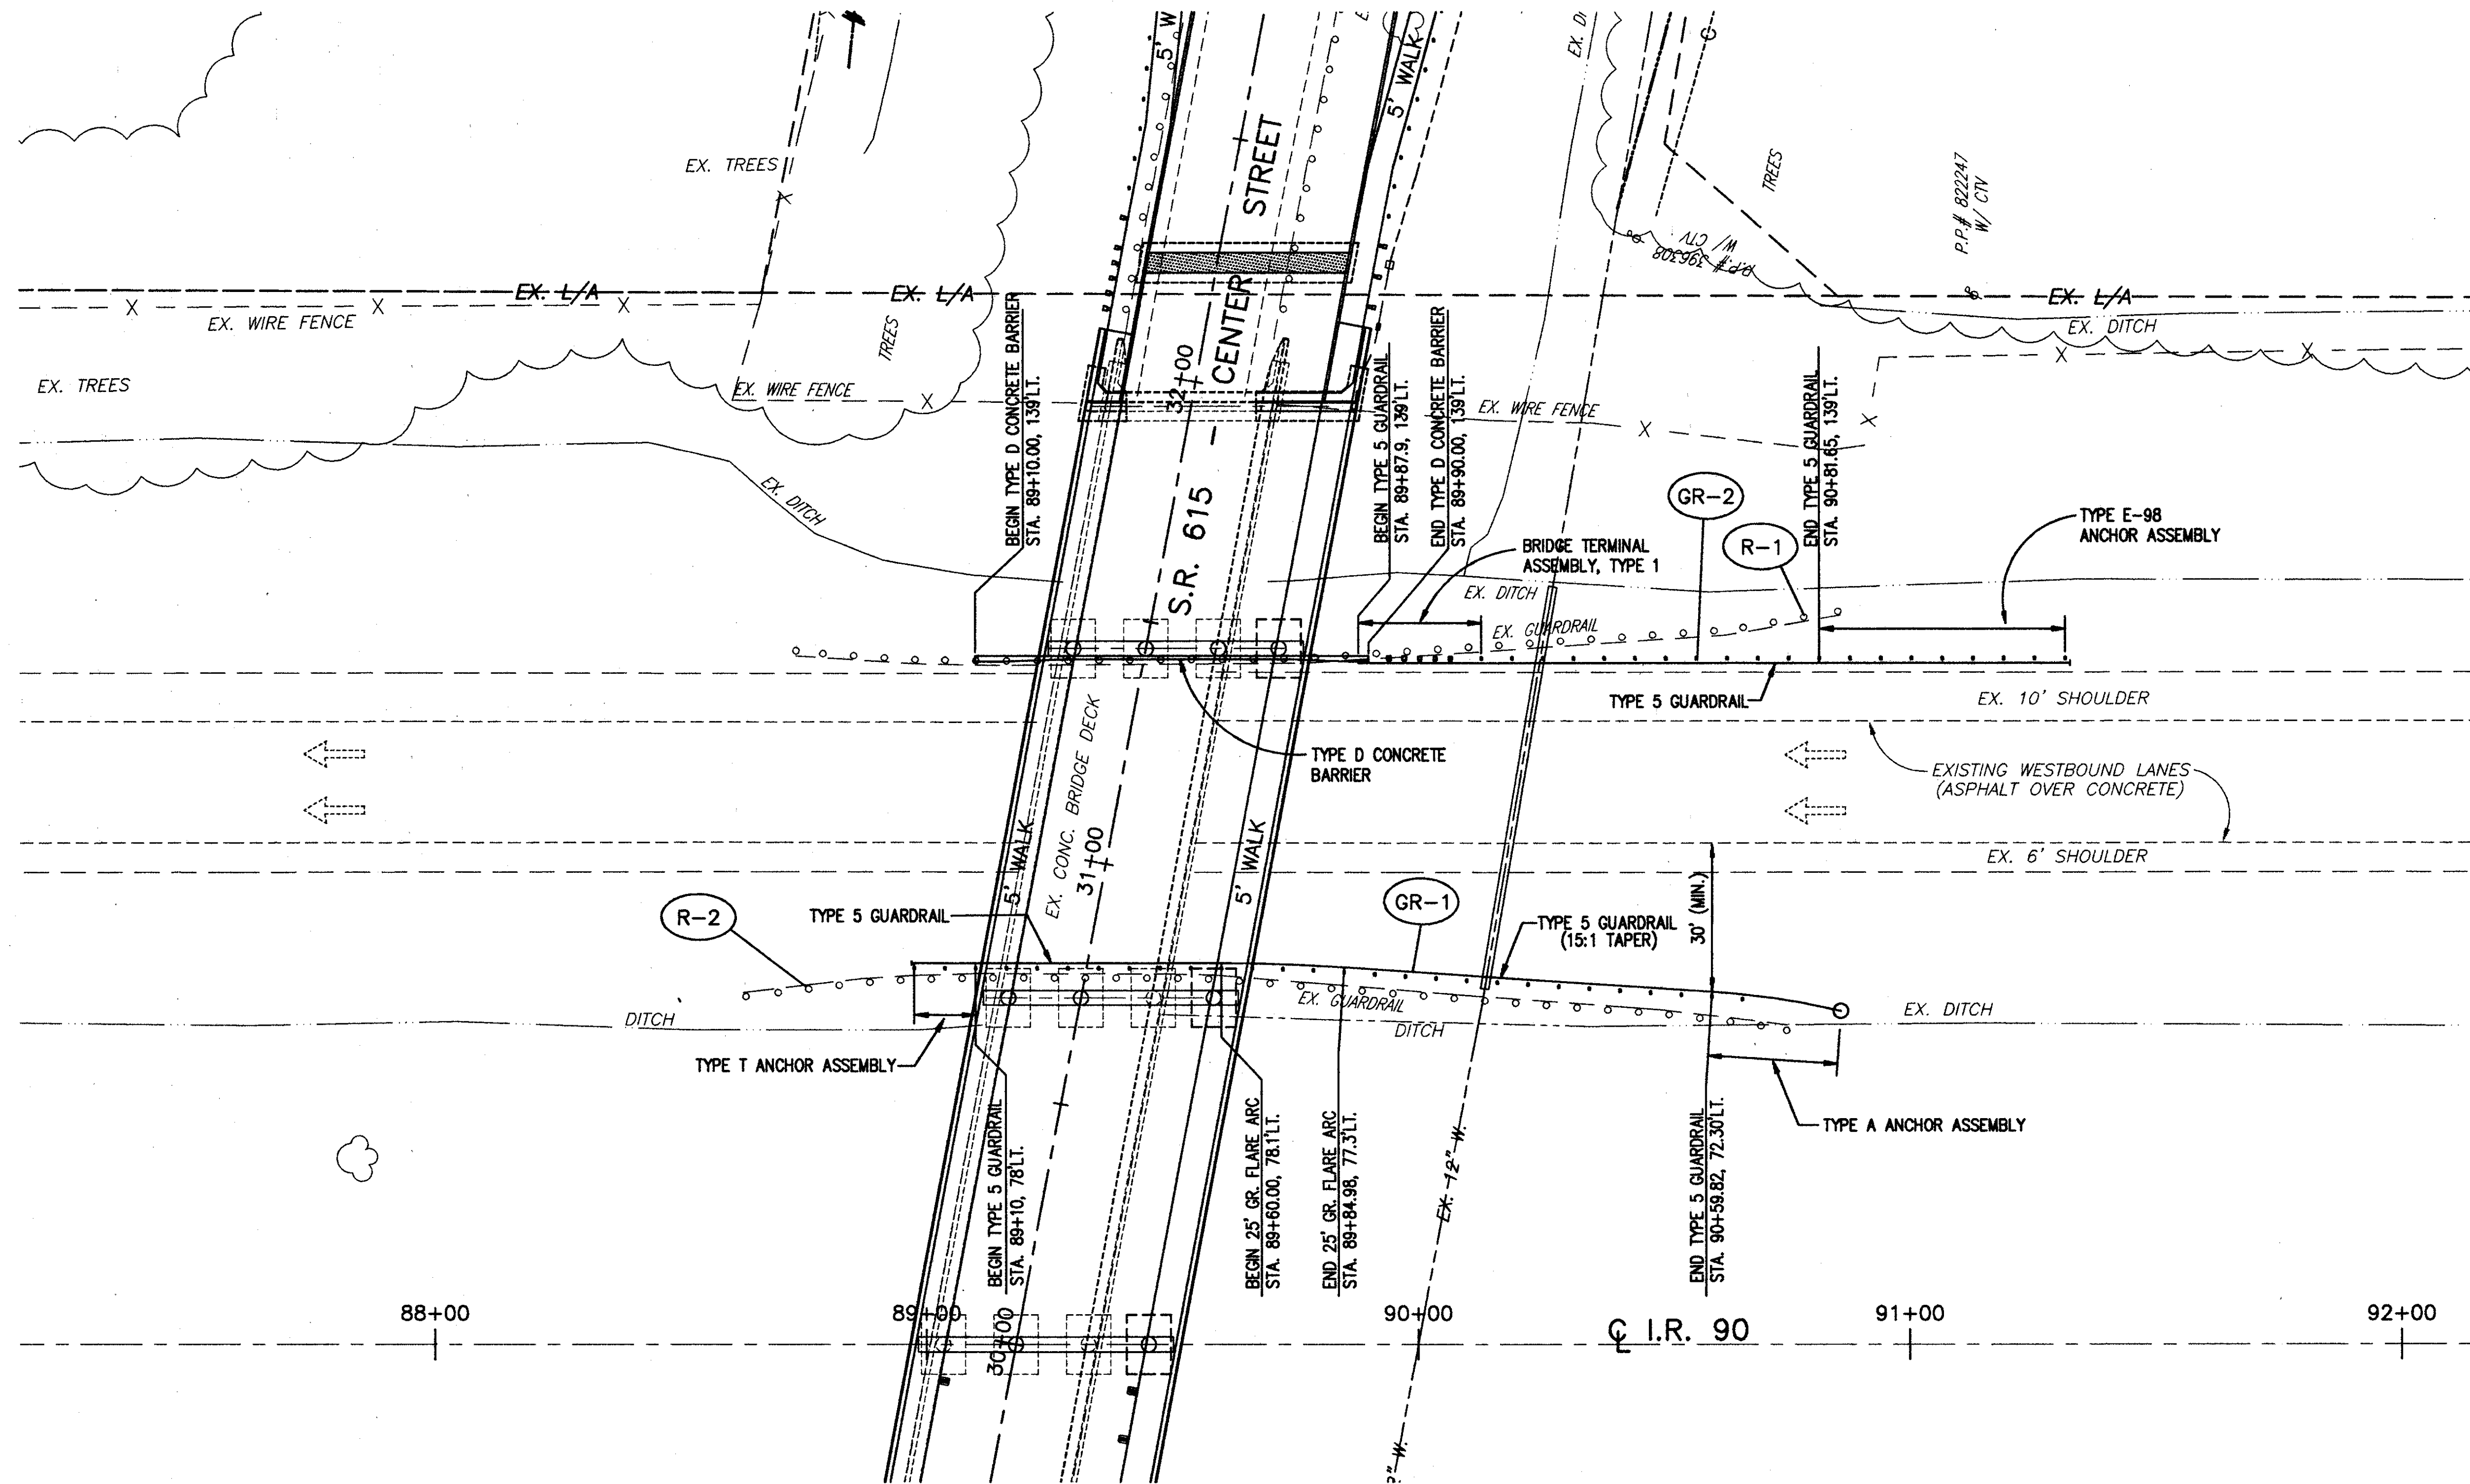 5' W
5' WALK
EX. DI
STREET
EX. TREES
TREES
P.P.# 822247
W/ CTV
P.P.# 396308
W/ CTV
EX. L/A
EX. L/A
EX. L/A
EX. WIRE FENCE
TREES
CENTER
EX. DITCH
EX. TREES
EX. WIRE FENCE
32+00
EX. WIRE FENCE
BEGIN TYPE D CONCRETE BARRIER
STA. 89+10.00, 139'LT.
BEGIN TYPE 5 GUARDRAIL
STA. 89+87.9, 139'LT.
END TYPE D CONCRETE BARRIER
STA. 89+90.00, 139'LT.
END TYPE 5 GUARDRAIL
STA. 90+81.65, 139'LT.
EX. DITCH
S.R. 615
GR-2
R-1
TYPE E-98
ANCHOR ASSEMBLY
BRIDGE TERMINAL
ASSEMBLY, TYPE 1
EX. DITCH
EX. GUARDRAIL
TYPE 5 GUARDRAIL
EX. 10' SHOULDER
TYPE D CONCRETE
BARRIER
EXISTING WESTBOUND LANES
(ASPHALT OVER CONCRETE)
EX. CONC. BRIDGE DECK
31+00
5' WALK
5' WALK
EX. 6' SHOULDER
R-2
TYPE 5 GUARDRAIL
GR-1
TYPE 5 GUARDRAIL
(15:1 TAPER)
30' (MIN.)
EX. GUARDRAIL
DITCH
DITCH
EX. DITCH
TYPE T ANCHOR ASSEMBLY
TYPE A ANCHOR ASSEMBLY
BEGIN TYPE 5 GUARDRAIL
STA. 89+10, 78'LT.
BEGIN 25' GR. FLARE ARC
STA. 89+60.00, 78.1'LT.
END 25' GR. FLARE ARC
STA. 89+84.98, 77.3'LT.
EX. 12" W.
END TYPE 5 GUARDRAIL
STA. 90+59.82, 72.30'LT.
88+00
89+00
90+00
91+00
92+00
℄ I.R. 90
30+00
2" W.